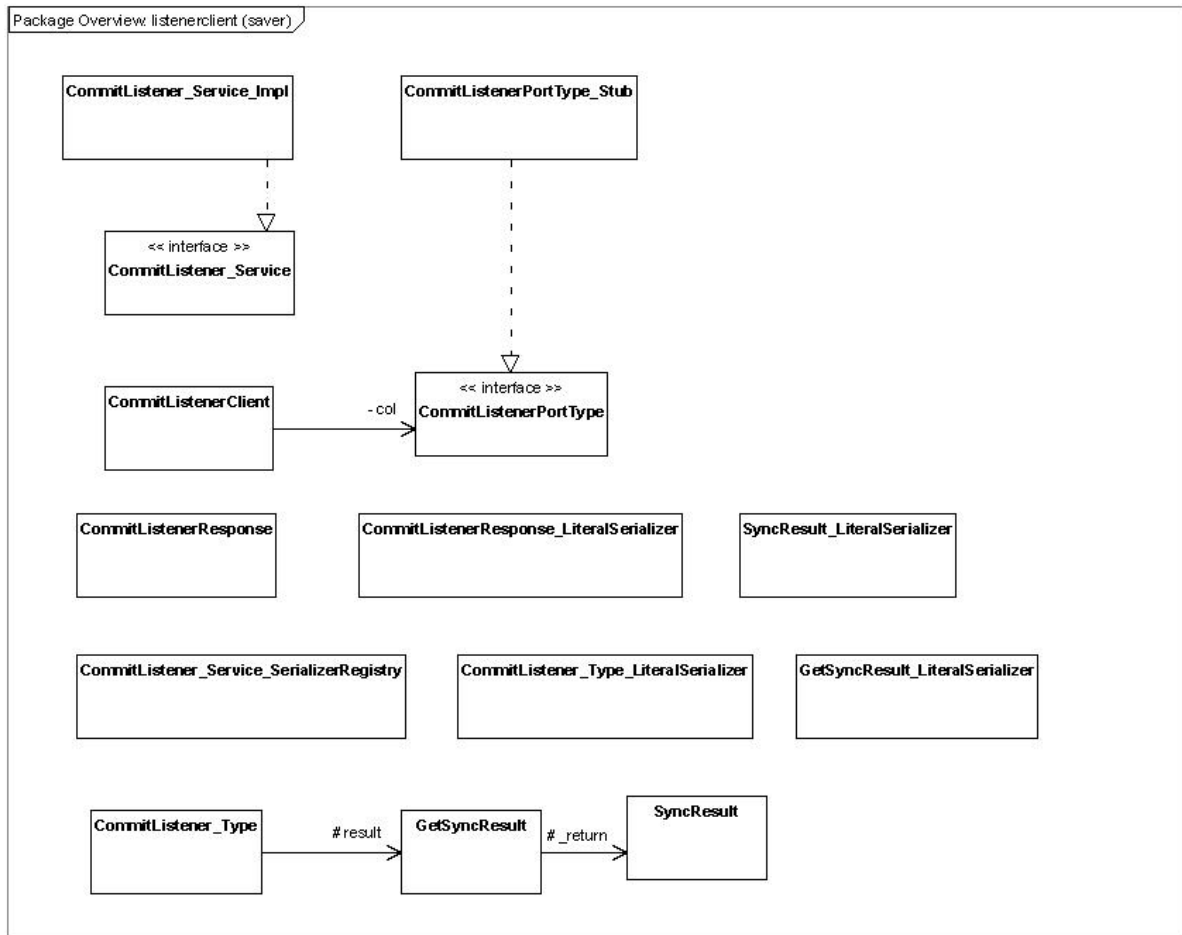 Package Overview: listenerclient (saver)
CommitListener_Service_Impl
CommitListenerPortType_Stub
<< interface >>
CommitListener_Service
CommitListenerClient
- col
<< interface >>
CommitListenerPortType
CommitListenerResponse
CommitListenerResponse_LiteralSerializer
SyncResult_LiteralSerializer
CommitListener_Service_SerializerRegistry
CommitListener_Type_LiteralSerializer
GetSyncResult_LiteralSerializer
CommitListener_Type
# result
GetSyncResult
# _return
SyncResult